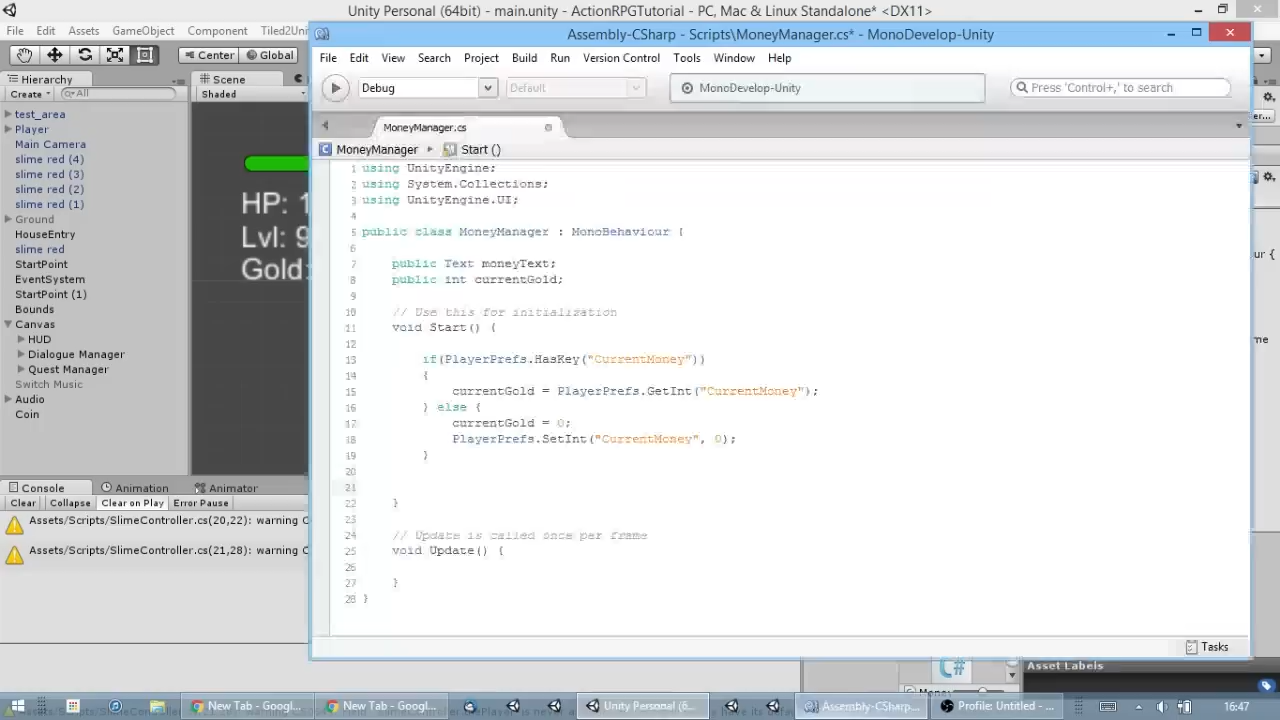 Unity Personal (64bit) - main.unity - ActionRPGTutorial - PC, Mac & Linux Standalone* <DX11>
File Edit Assets GameObject Component Tiled2Uni
Center Global
Hierarchy
Create All
test_area
Player
Main Camera
slime red (4)
slime red (3)
slime red (2)
slime red (1)
Ground
HouseEntry
slime red
StartPoint
EventSystem
StartPoint (1)
Bounds
Canvas
HUD
Dialogue Manager
Quest Manager
Switch Music
Audio
Coin
Scene
Shaded
HP: 1
Lvl: 9
Gold:
Console Animation Animator
Clear Collapse Clear on Play Error Pause
Assets/Scripts/SlimeController.cs(20,22): warning C
Assets/Scripts/SlimeController.cs(21,28): warning C
Assembly-CSharp - Scripts\MoneyManager.cs* - MonoDevelop-Unity
File Edit View Search Project Build Run Version Control Tools Window Help
Debug Default MonoDevelop-Unity Press 'Control+,' to search
MoneyManager.cs
MoneyManager Start ()
1 using UnityEngine;
2 using System.Collections;
3 using UnityEngine.UI;
4
5 public class MoneyManager : MonoBehaviour {
6
7 public Text moneyText;
8 public int currentGold;
9
10 // Use this for initialization
11 void Start() {
12
13 if(PlayerPrefs.HasKey("CurrentMoney"))
14 {
15 currentGold = PlayerPrefs.GetInt("CurrentMoney");
16 } else {
17 currentGold = 0;
18 PlayerPrefs.SetInt("CurrentMoney", 0);
19 }
20
21
22 }
23
24 // Update is called once per frame
25 void Update() {
26
27 }
28 }
Tasks
C#
Asset Labels
New Tab - Googl... New Tab - Googl... Unity Personal (6... Assembly-CSharp... Profile: Untitled - ... 16:47